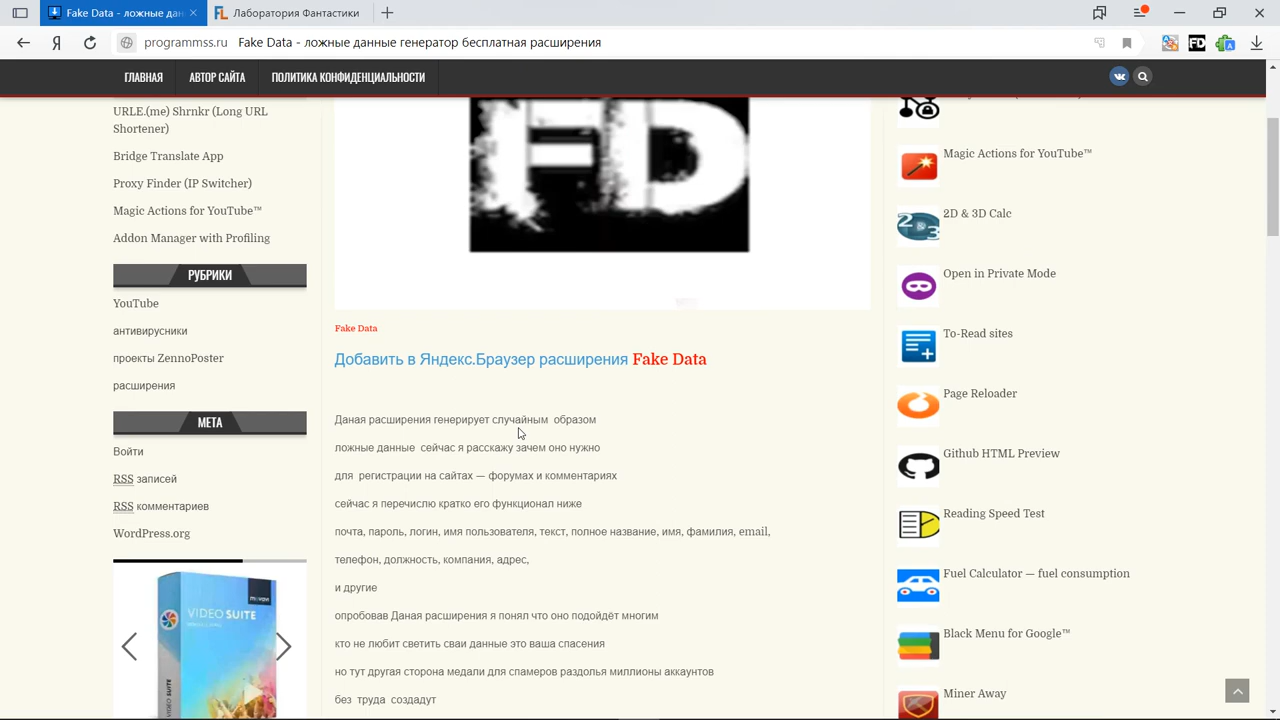 Fake Data - ложные дан
Лаборатория Фантастики
programmss.ru Fake Data - ложные данные генератор бесплатная расширения
FD
ГЛАВНАЯ АВТОР САЙТА ПОЛИТИКА КОНФИДЕНЦИАЛЬНОСТИ
URLE.(me) Shrnkr (Long URL
Shortener)
Bridge Translate App
Proxy Finder (IP Switcher)
Magic Actions for YouTube™
Addon Manager with Profiling
РУБРИКИ
YouTube
антивирусники
проекты ZennoPoster
расширения
МЕТА
Войти
RSS записей
RSS комментариев
WordPress.org
movavi
VIDEO SUITE
VIDEO SUITE
FD
Fake Data
Добавить в Яндекс.Браузер расширения Fake Data
Даная расширения генерирует случайным образом
ложные данные сейчас я расскажу зачем оно нужно
для регистрации на сайтах — форумах и комментариях
сейчас я перечислю кратко его функционал ниже
почта, пароль, логин, имя пользователя, текст, полное название, имя, фамилия, email,
телефон, должность, компания, адрес,
и другие
опробовав Даная расширения я понял что оно подойдёт многим
кто не любит светить сваи данные это ваша спасения
но тут другая сторона медали для спамеров раздолья миллионы аккаунтов
без труда создадут
Magic Actions for YouTube™
2D & 3D Calc
Open in Private Mode
To-Read sites
Page Reloader
Github HTML Preview
Reading Speed Test
Fuel Calculator — fuel consumption
Black Menu for Google™
Miner Away